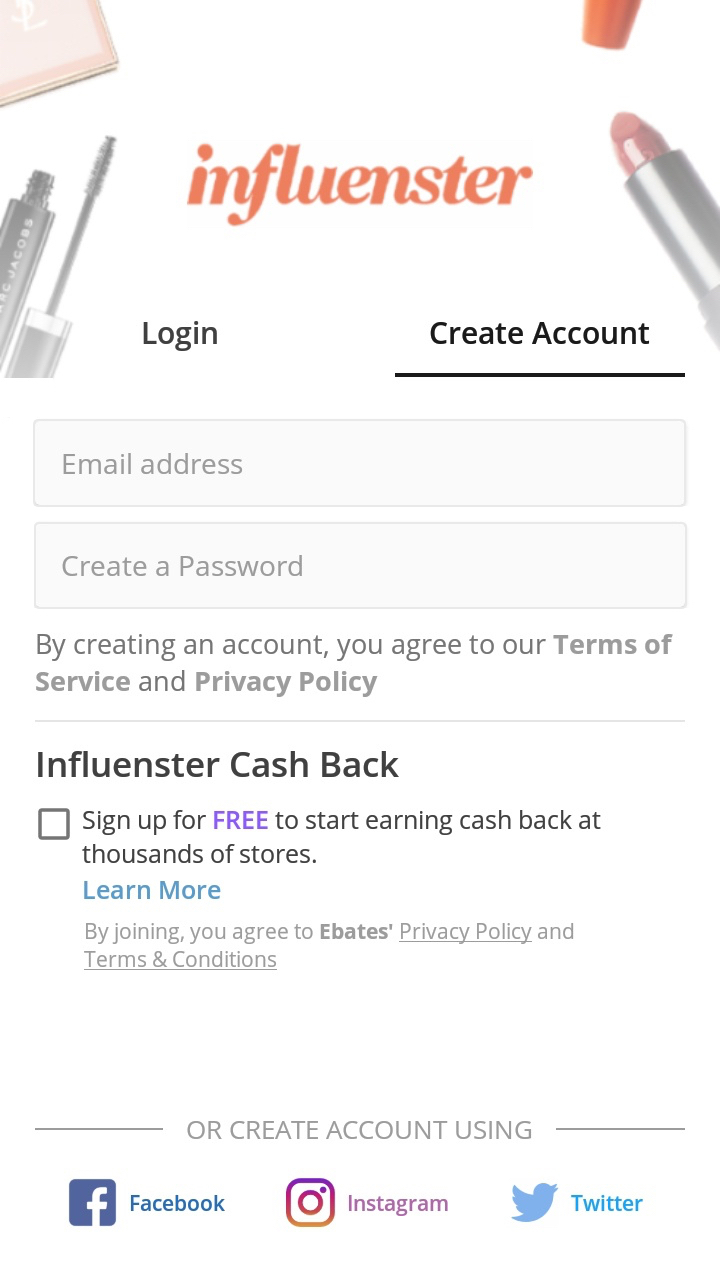 YSL
MARC JACOBS
influenster
Login
Create Account
Email address
Create a Password
By creating an account, you agree to our Terms of
Service and Privacy Policy
Influenster Cash Back
Sign up for FREE to start earning cash back at
thousands of stores.
Learn More
By joining, you agree to Ebates' Privacy Policy and
Terms & Conditions
OR CREATE ACCOUNT USING
Facebook
Instagram
Twitter